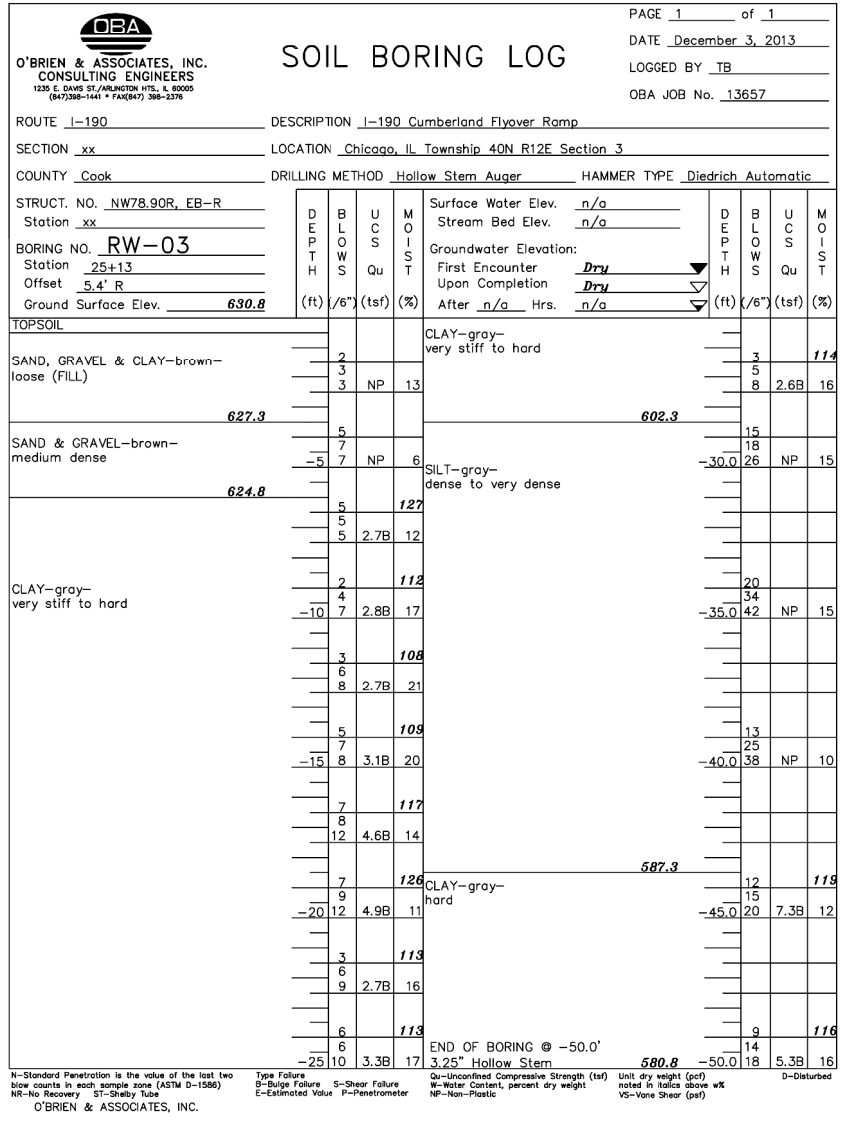 OBA
O'BRIEN & ASSOCIATES, INC.
CONSULTING ENGINEERS
1235 E. DAVIS ST./ARLINGTON HTS., IL 60005
(847)398-1441 * FAX(847) 398-2376
SOIL BORING LOG
PAGE 1 of 1
DATE December 3, 2013
LOGGED BY TB
OBA JOB No. 13657
ROUTE I-190 DESCRIPTION I-190 Cumberland Flyover Ramp
SECTION xx LOCATION Chicago, IL Township 40N R12E Section 3
COUNTY Cook DRILLING METHOD Hollow Stem Auger HAMMER TYPE Diedrich Automatic
STRUCT. NO. NW78.90R, EB-R
Station xx
BORING NO. RW-03
Station 25+13
Offset 5.4' R
Ground Surface Elev. 630.8
DEPTH (ft)
BLOWS (/6")
UCS Qu (tsf)
MOIST (%)
Surface Water Elev. n/a
Stream Bed Elev. n/a
Groundwater Elevation:
First Encounter Dry
Upon Completion Dry
After n/a Hrs. n/a
DEPTH (ft)
BLOWS (/6")
UCS Qu (tsf)
MOIST (%)
TOPSOIL
SAND, GRAVEL & CLAY-brown-
loose (FILL)
2
3
3 NP 13
627.3
SAND & GRAVEL-brown-
medium dense
5
7
-5 7 NP 6
624.8
5 127
5
5 2.7B 12
CLAY-gray-
very stiff to hard
2 112
4
-10 7 2.8B 17
3 108
6
8 2.7B 21
5 109
7
-15 8 3.1B 20
7 117
8
12 4.6B 14
7 126
9
-20 12 4.9B 11
3 113
6
9 2.7B 16
6 113
6
-25 10 3.3B 17
CLAY-gray-
very stiff to hard
3 114
5
8 2.6B 16
602.3
15
18
-30.0 26 NP 15
SILT-gray-
dense to very dense
20
34
-35.0 42 NP 15
13
25
-40.0 38 NP 10
587.3
CLAY-gray-
hard
12 119
15
-45.0 20 7.3B 12
9 116
END OF BORING @ -50.0' 14
3.25" Hollow Stem 580.8 -50.0 18 5.3B 16
N-Standard Penetration is the value of the last two
blow counts in each sample zone (ASTM D-1586)
NR-No Recovery ST-Shelby Tube
Type Failure
B-Bulge Failure S-Shear Failure
E-Estimated Value P-Penetrometer
Qu-Unconfined Compressive Strength (tsf)
W-Water Content, percent dry weight
NP-Non-Plastic
Unit dry weight (pcf)
noted in italics above w%
VS-Vane Shear (psf)
D-Disturbed
O'BRIEN & ASSOCIATES, INC.